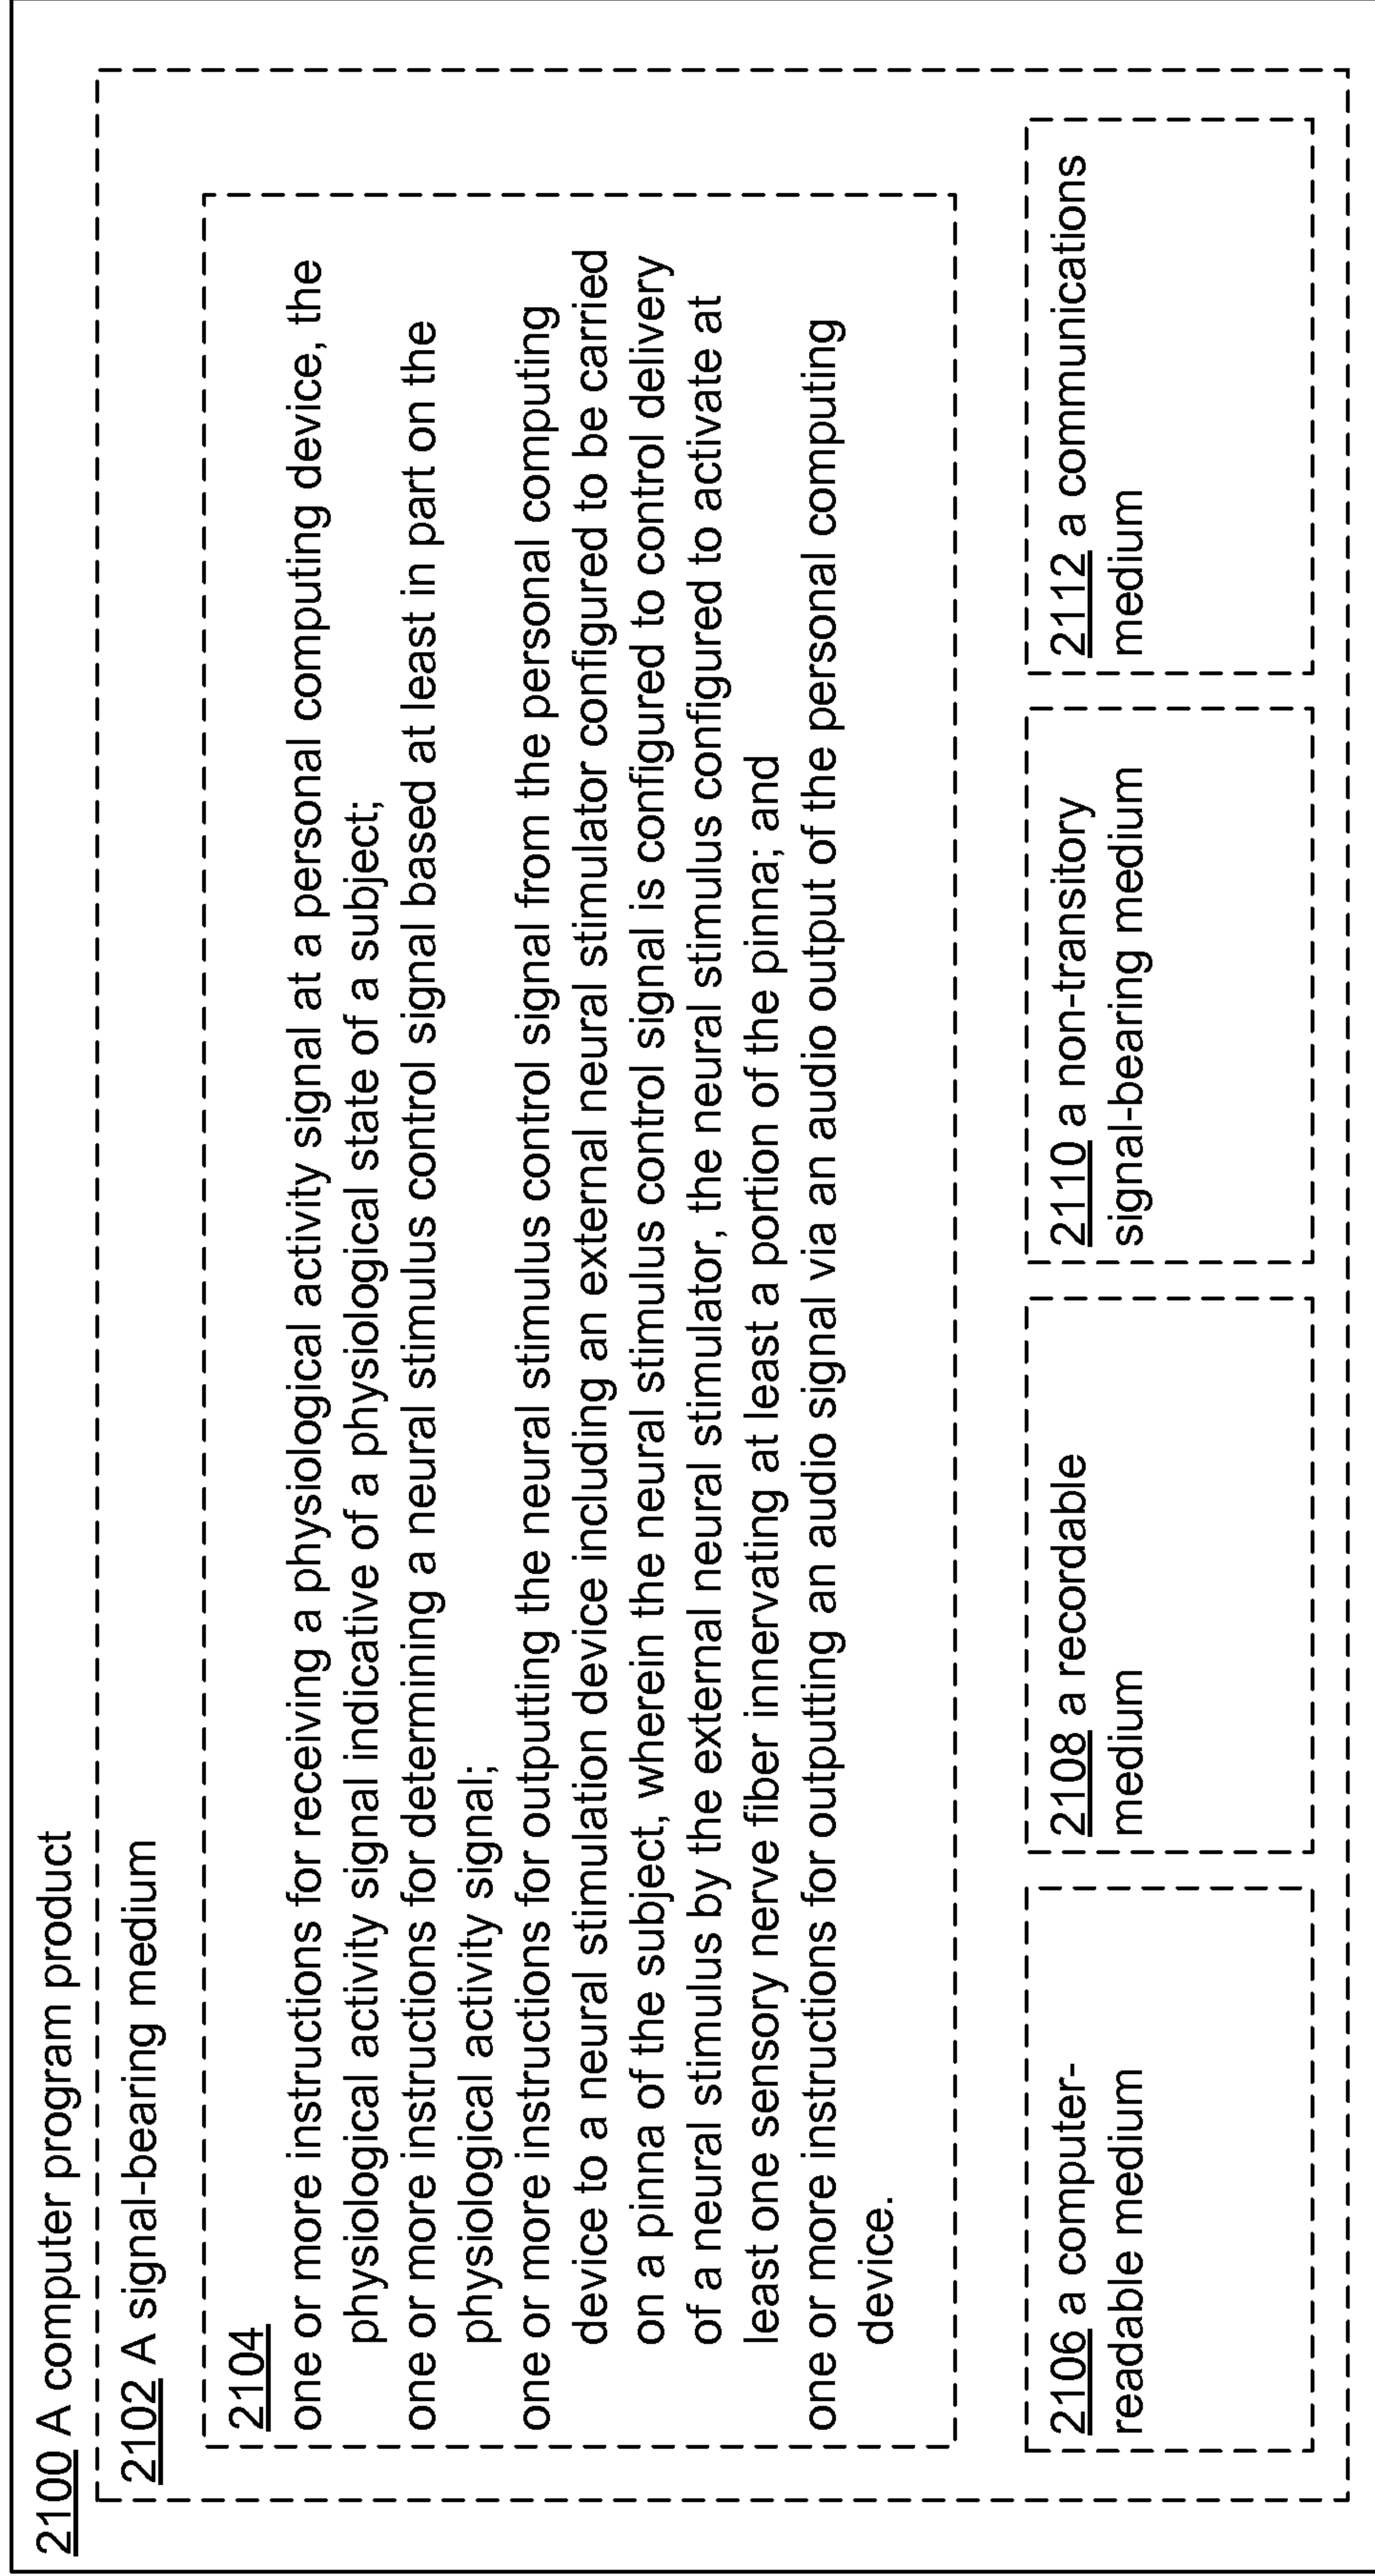 2100 A computer program product
2102 A signal-bearing medium
2104
one or more instructions for receiving a physiological activity signal at a personal computing device, the
physiological activity signal indicative of a physiological state of a subject;
one or more instructions for determining a neural stimulus control signal based at least in part on the
physiological activity signal;
one or more instructions for outputting the neural stimulus control signal from the personal computing
device to a neural stimulation device including an external neural stimulator configured to be carried
on a pinna of the subject, wherein the neural stimulus control signal is configured to control delivery
of a neural stimulus by the external neural stimulator, the neural stimulus configured to activate at
least one sensory nerve fiber innervating at least a portion of the pinna; and
one or more instructions for outputting an audio signal via an audio output of the personal computing
device.
2106 a computer-
readable medium
2108 a recordable
medium
2110 a non-transitory
signal-bearing medium
2112 a communications
medium